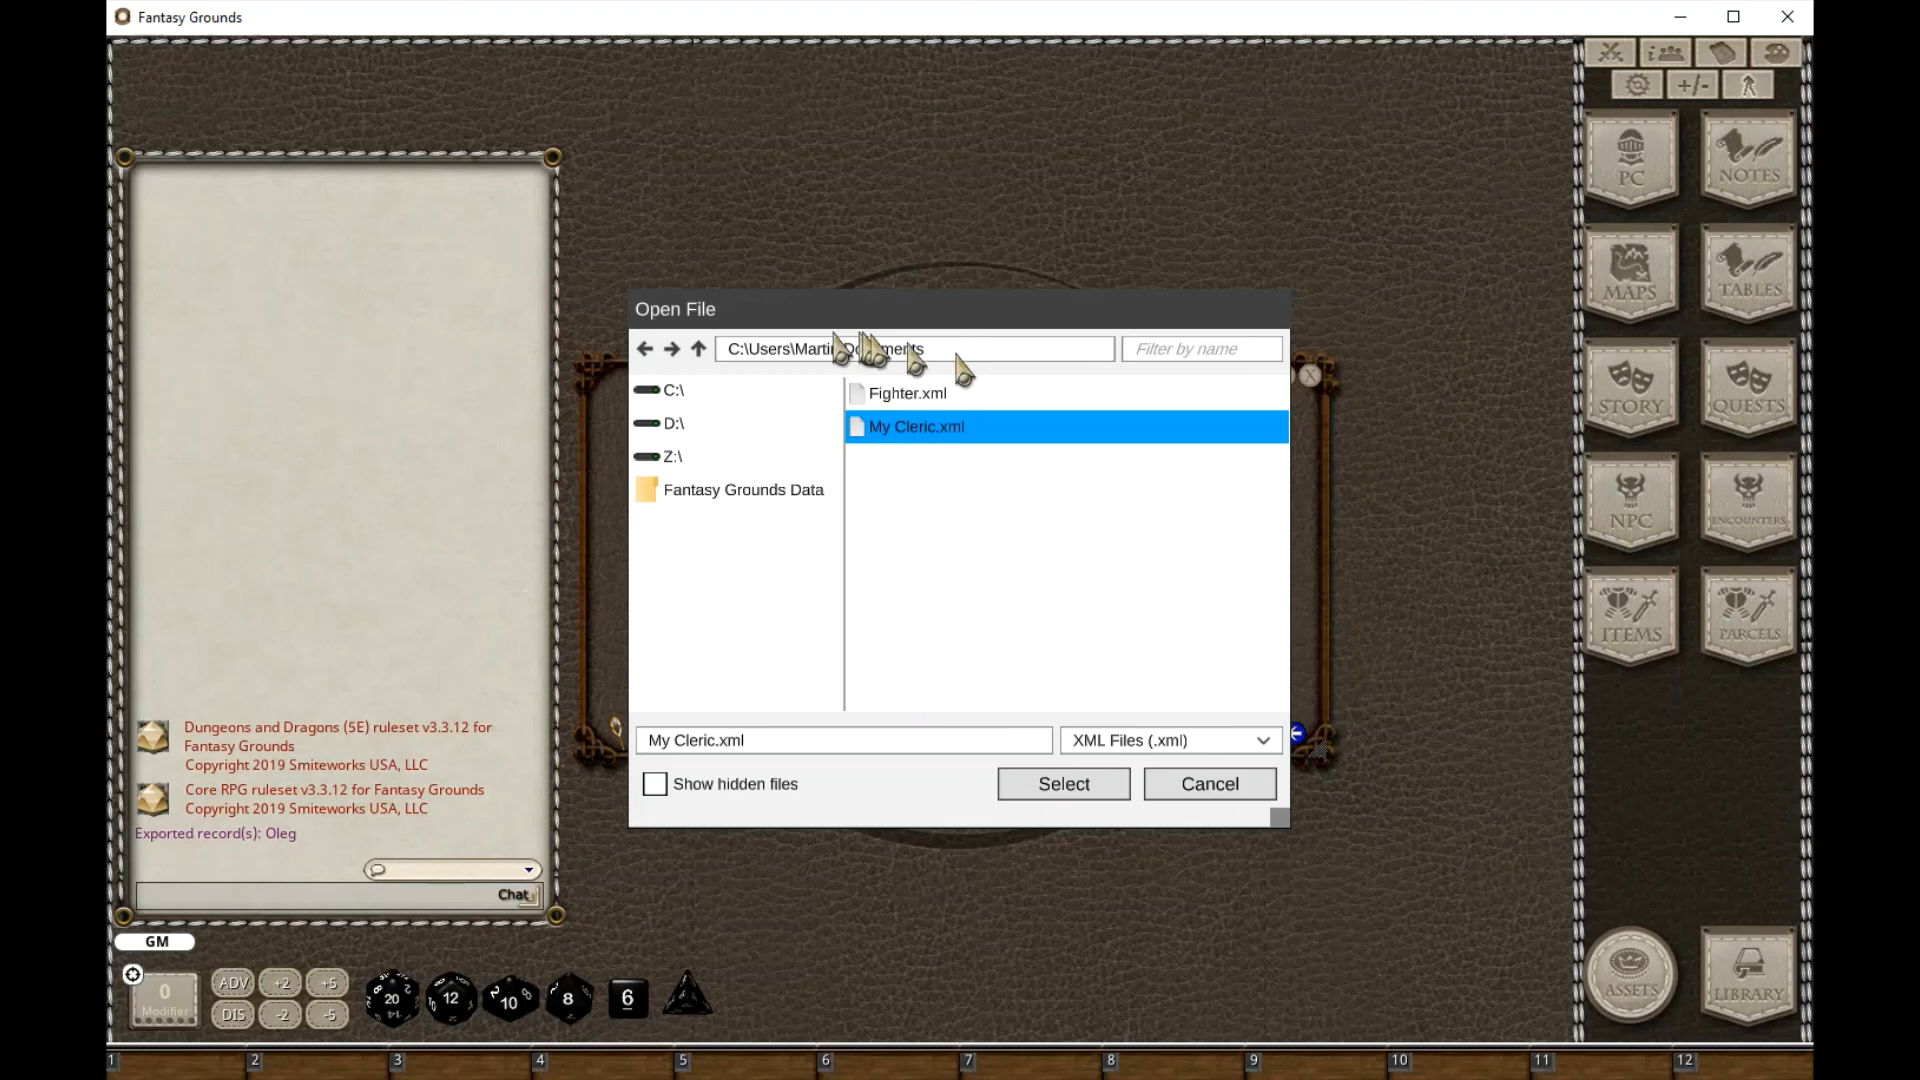 Fantasy Grounds
PC
NOTES
MAPS
TABLES
STORY
QUESTS
NPC
ENCOUNTERS
ITEMS
PARCELS
ASSETS
LIBRARY
+/-
Open File
Filter by name
C:\
D:\
Z:\
Fantasy Grounds Data
Fighter.xml
My Cleric.xml
My Cleric.xml
XML Files (.xml)
Show hidden files
Select
Cancel
X
Dungeons and Dragons (5E) ruleset v3.3.12 for
Fantasy Grounds
Copyright 2019 Smiteworks USA, LLC
Core RPG ruleset v3.3.12 for Fantasy Grounds
Copyright 2019 Smiteworks USA, LLC
Exported record(s): Oleg
Chat
GM
0
Modifier
ADV
+2
+5
DIS
-2
-5
20
12
10
8
6
1
2
3
4
5
6
7
8
9
10
11
12